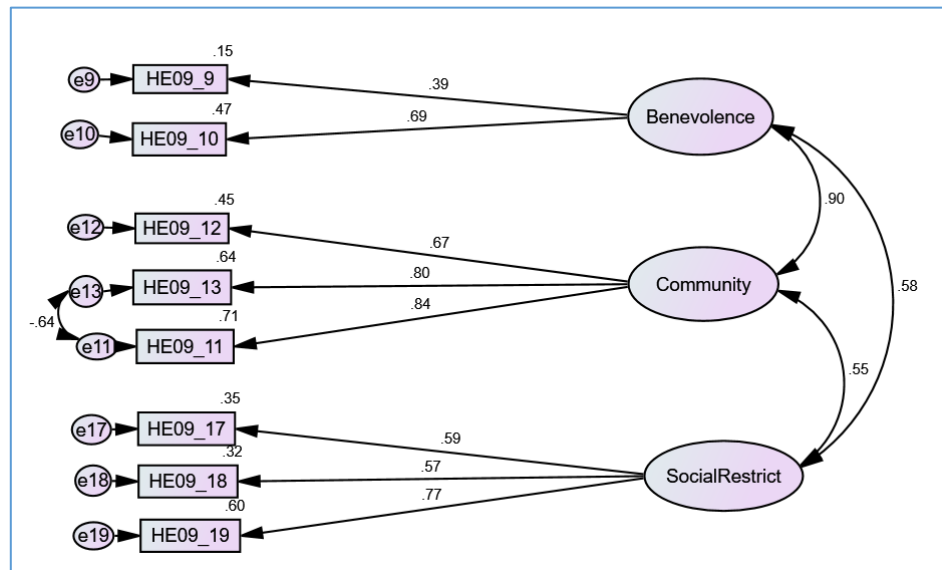 .15
e9 HE09_9 .39
.47
e10 HE09_10 .69
Benevolence
.45
e12 HE09_12 .67
.90
.64
e13 HE09_13 .80
Community
.58
-.64
.71
e11 HE09_11 .84
.55
.35
e17 HE09_17 .59
.32
e18 HE09_18 .57
SocialRestrict
.60
e19 HE09_19 .77